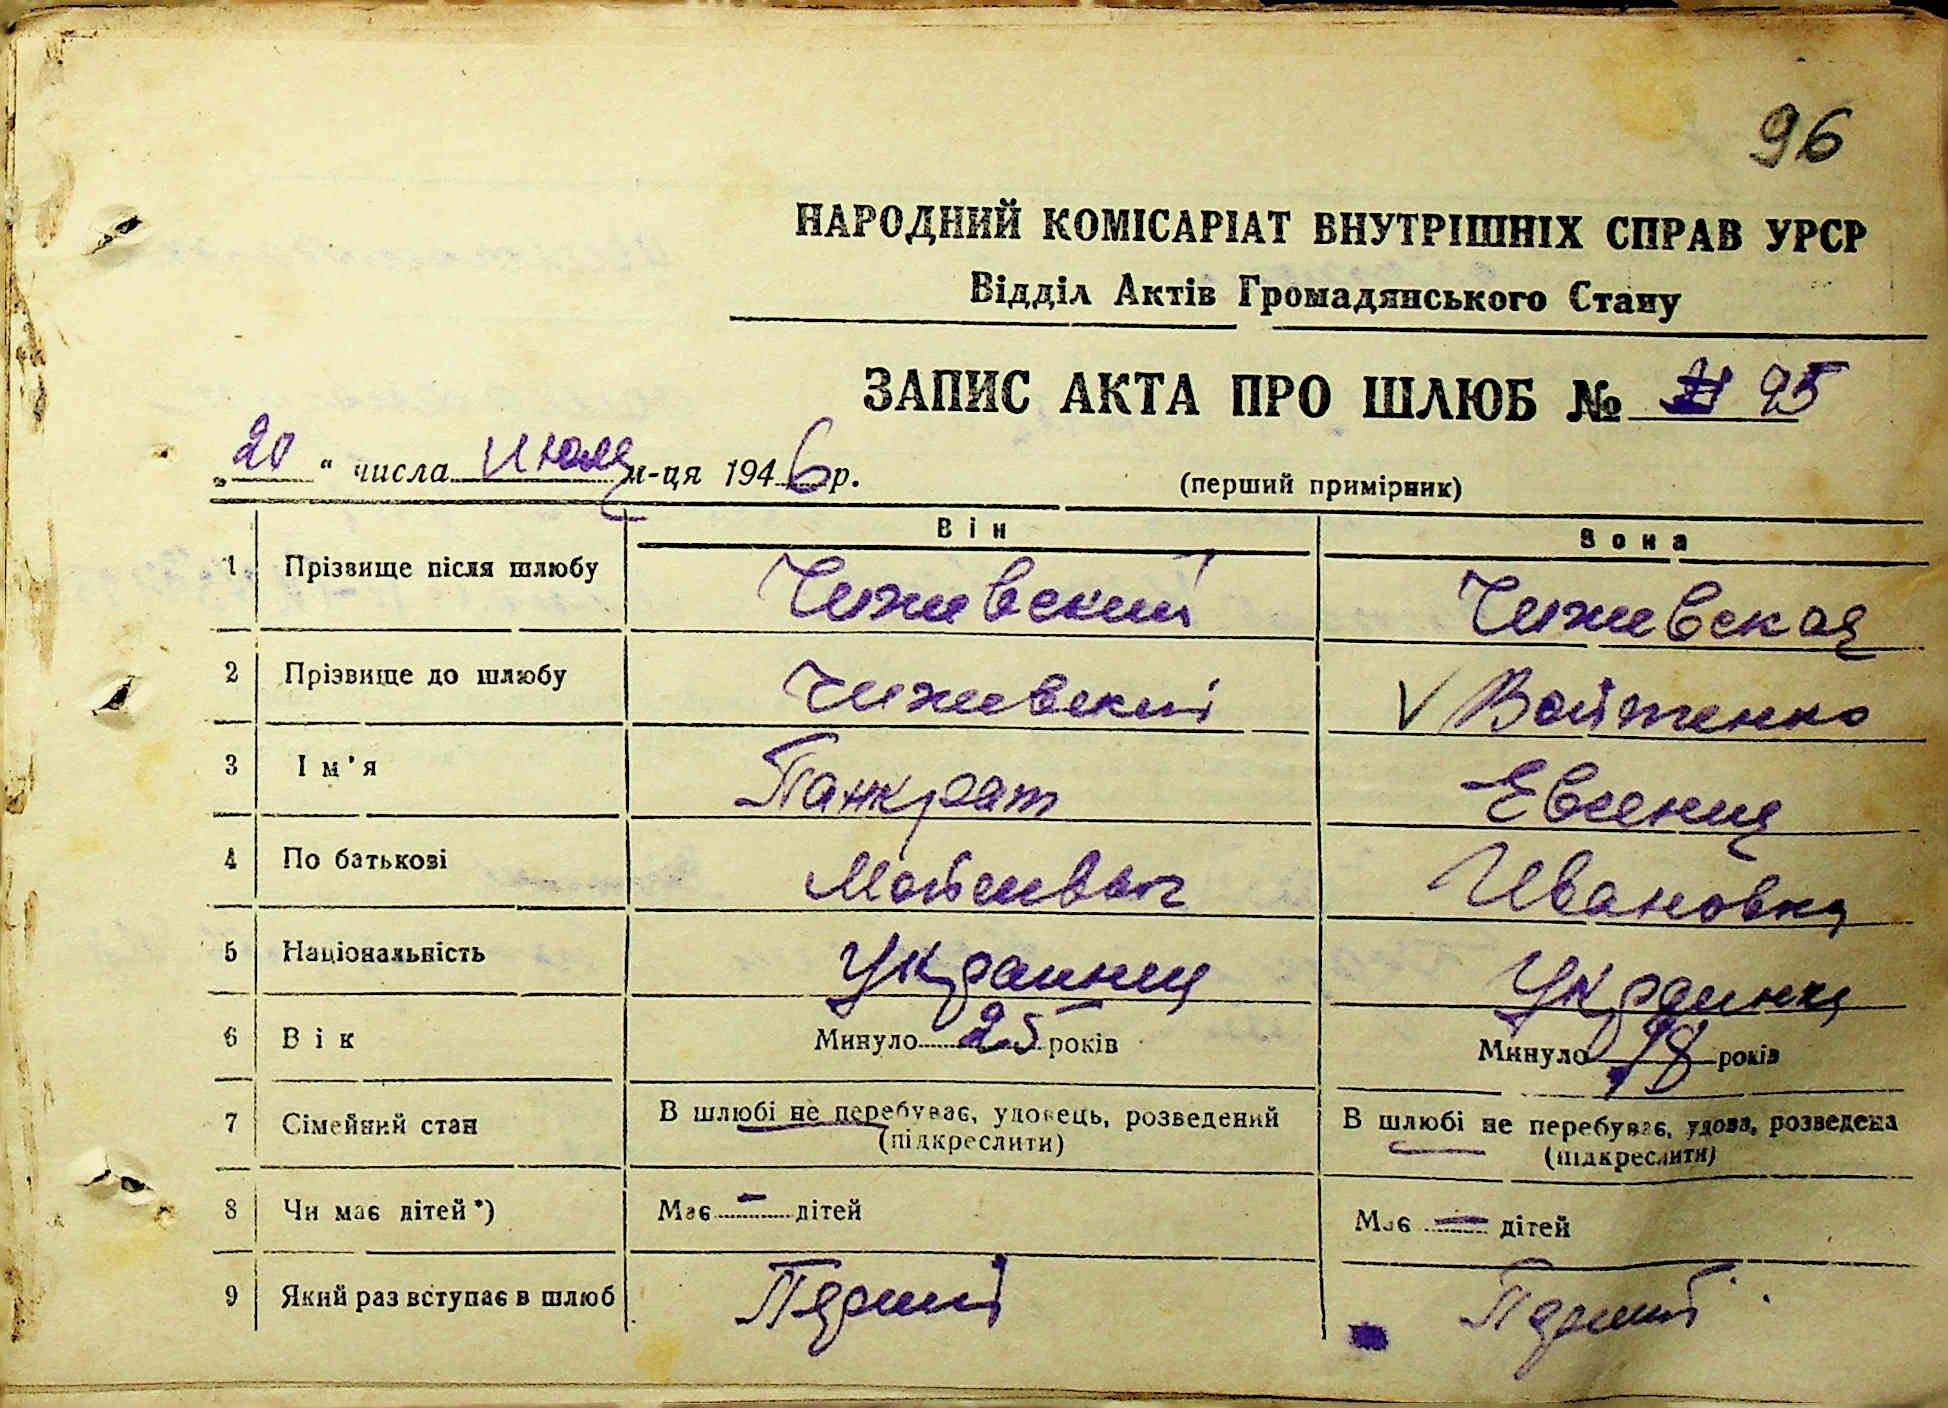 96
НАРОДНИЙ КОМІСАРІАТ ВНУТРІШНІХ СПРАВ УРСР
Відділ Актів Громадянського Стану
ЗАПИС АКТА ПРО ШЛЮБ № 95
„20“ числа июля м-ця 1946 р.
(перший примірник)
Він Вона
1 Прізвище після шлюбу Чижевский Чижевская
2 Прізвище до шлюбу Чижевский V Войтенко
3 Ім'я Панкрат Евгения
4 По батькові Мойсеевич Ивановна
5 Національність Украинец Украинка
6 Вік Минуло 25 років Минуло 18 років
7 Сімейний стан В шлюбі не перебуває, удовець, розведений В шлюбі не перебуває, удова, розведена
(підкреслити) (підкреслити)
8 Чи має дітей*) Має — дітей Має — дітей
9 Який раз вступає в шлюб